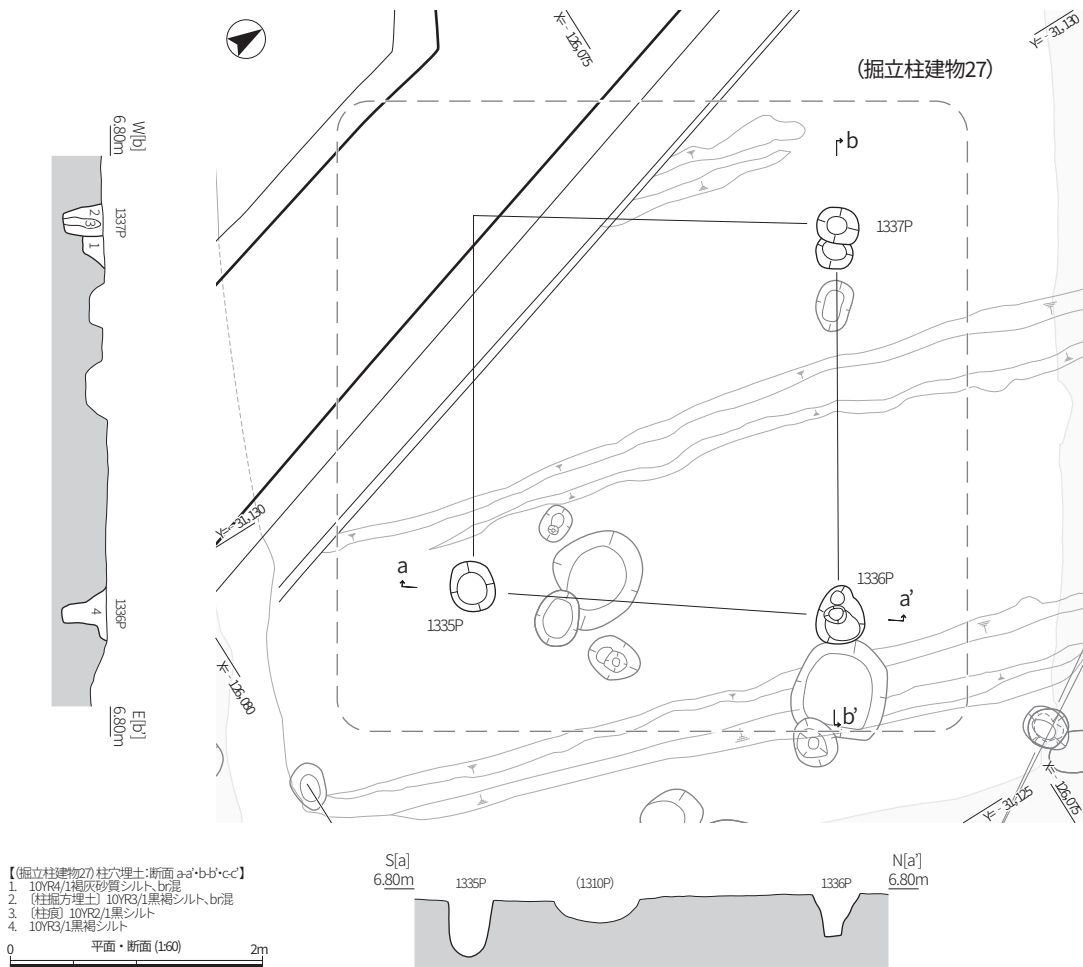 X=-126,075
Y=-31,130
(掘立柱建物27)
W[b]
6.80m
b
1337P
1337P
2
3
1
Y=-31,130
a
1336P
a'
1335P
4
1336P
X=-126,080
b'
E[b']
6.80m
X=-126,075
Y=-31,125
S[a]
N[a']
6.80m
1335P
(1310P)
1336P
6.80m
【(掘立柱建物27)柱穴埋土:断面 a-a'・b-b'・c-c'】
1. 10YR4/1褐灰砂質シルト、br混
2. 〔柱掘方埋土〕10YR3/1黒褐シルト、br混
3. 〔柱痕〕10YR2/1黒シルト
4. 10YR3/1黒褐シルト
0 平面・断面 (1:60) 2m